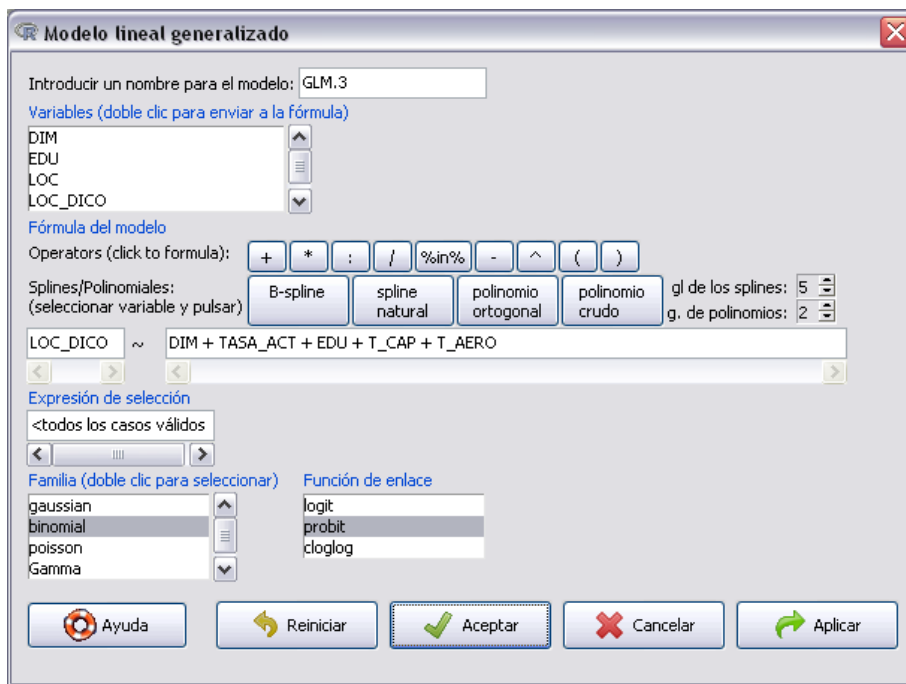 Modelo lineal generalizado
Introducir un nombre para el modelo: GLM.3
Variables (doble clic para enviar a la fórmula)
DIM
EDU
LOC
LOC_DICO
Fórmula del modelo
Operators (click to formula): + * : / %in% - ^ ( )
Splines/Polinomiales:
(seleccionar variable y pulsar)
B-spline
spline
natural
polinomio
ortogonal
polinomio
crudo
gl de los splines: 5
g. de polinomios: 2
LOC_DICO ~ DIM + TASA_ACT + EDU + T_CAP + T_AERO
Expresión de selección
<todos los casos válidos
Familia (doble clic para seleccionar) Función de enlace
gaussian
binomial
poisson
Gamma
logit
probit
cloglog
Ayuda Reiniciar Aceptar Cancelar Aplicar